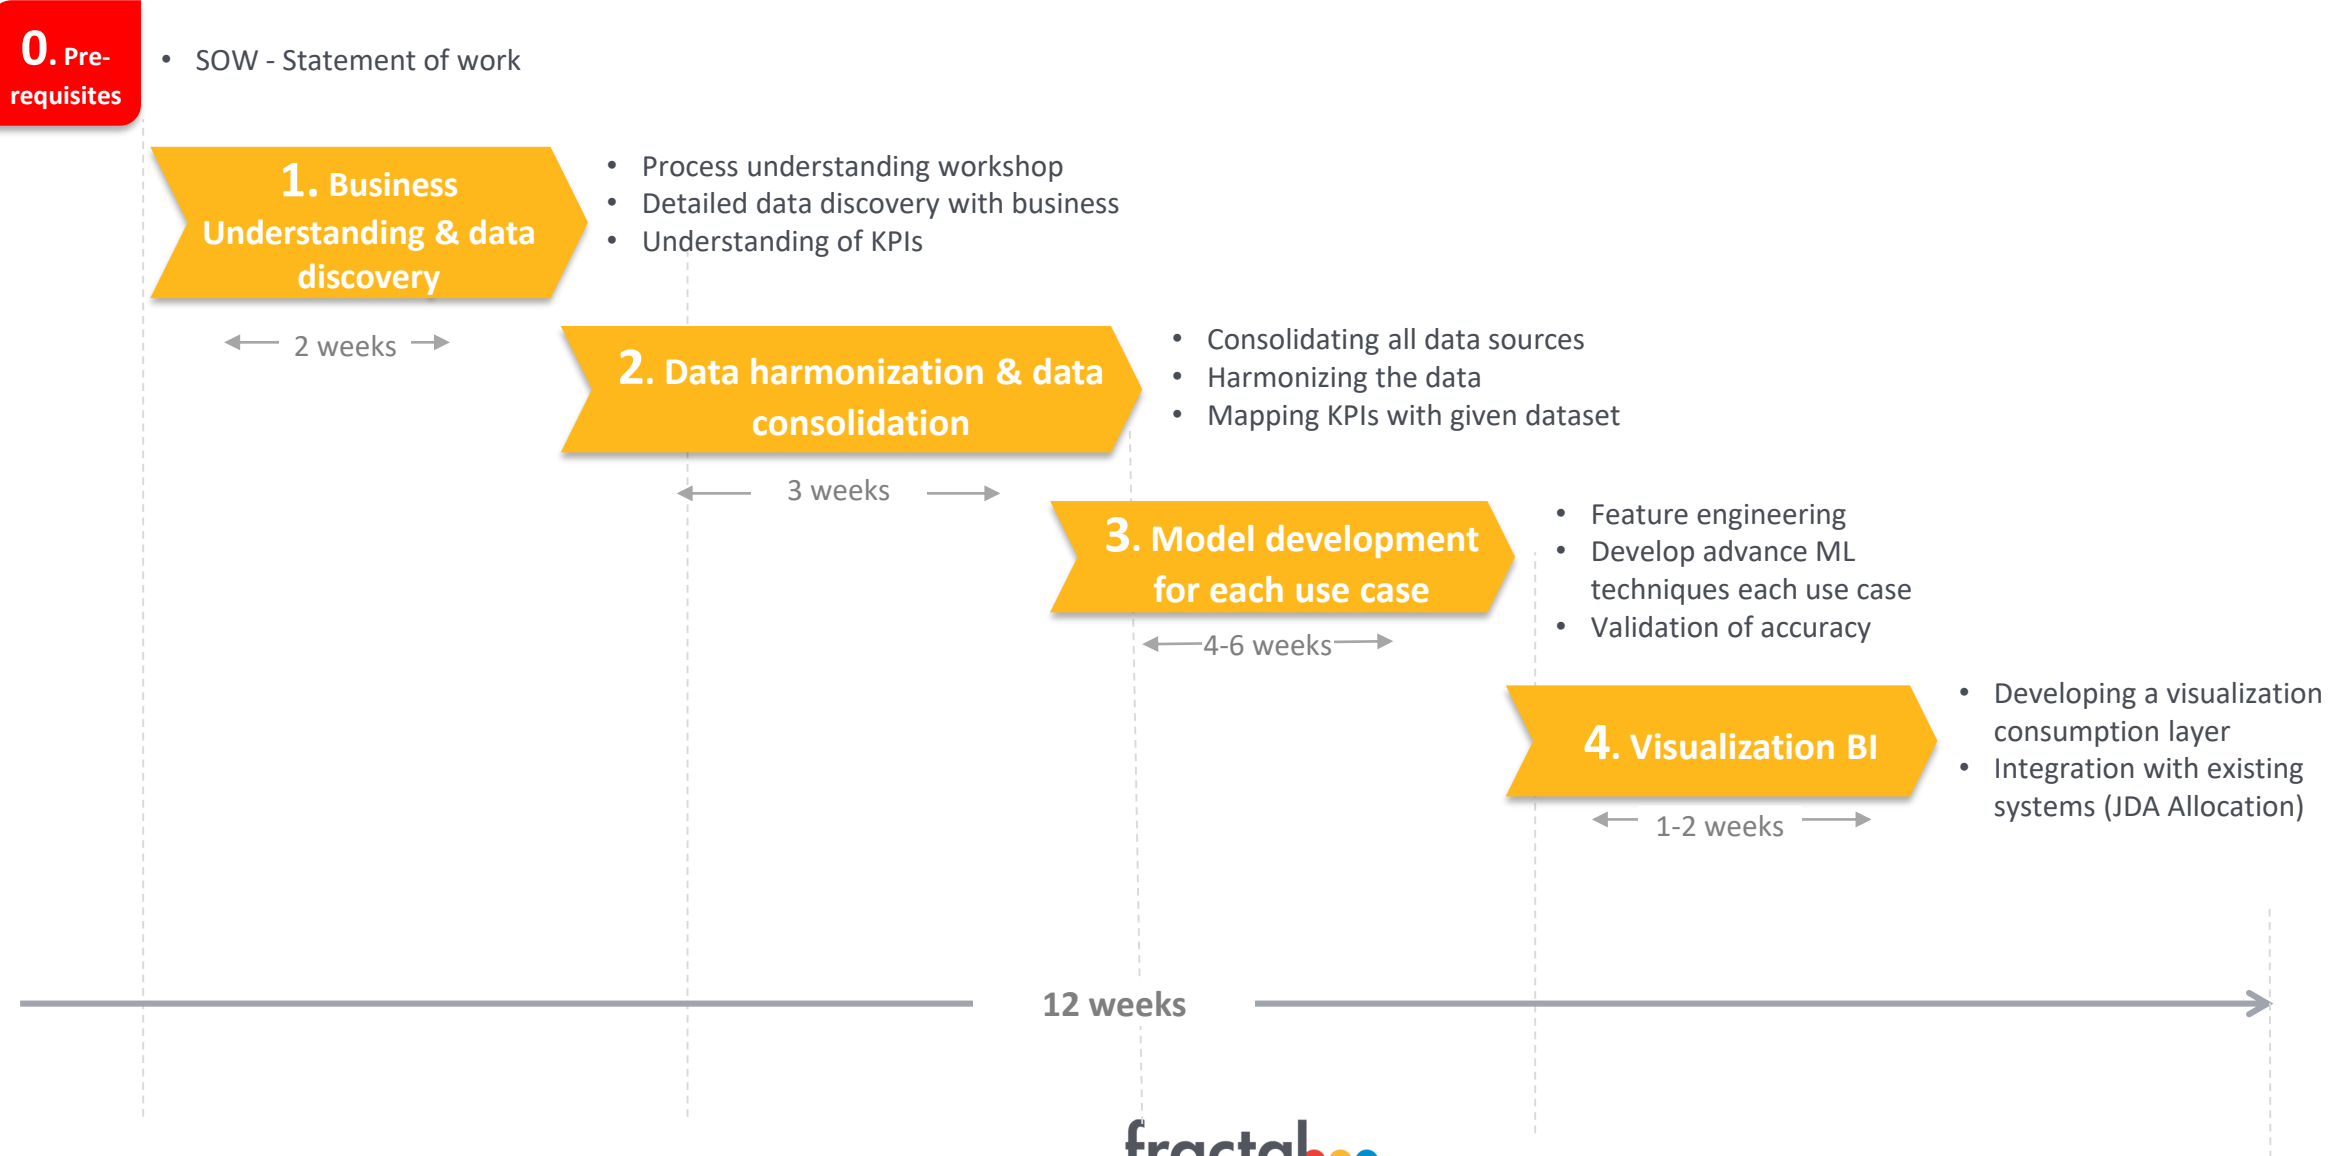 0. Pre-
requisites
• SOW - Statement of work
1. Business
Understanding & data
discovery
• Process understanding workshop
• Detailed data discovery with business
• Understanding of KPIs
2 weeks
2. Data harmonization & data
consolidation
• Consolidating all data sources
• Harmonizing the data
• Mapping KPIs with given dataset
3 weeks
3. Model development
for each use case
• Feature engineering
• Develop advance ML
techniques each use case
• Validation of accuracy
4-6 weeks
4. Visualization BI
• Developing a visualization
consumption layer
• Integration with existing
systems (JDA Allocation)
1-2 weeks
12 weeks
fractal